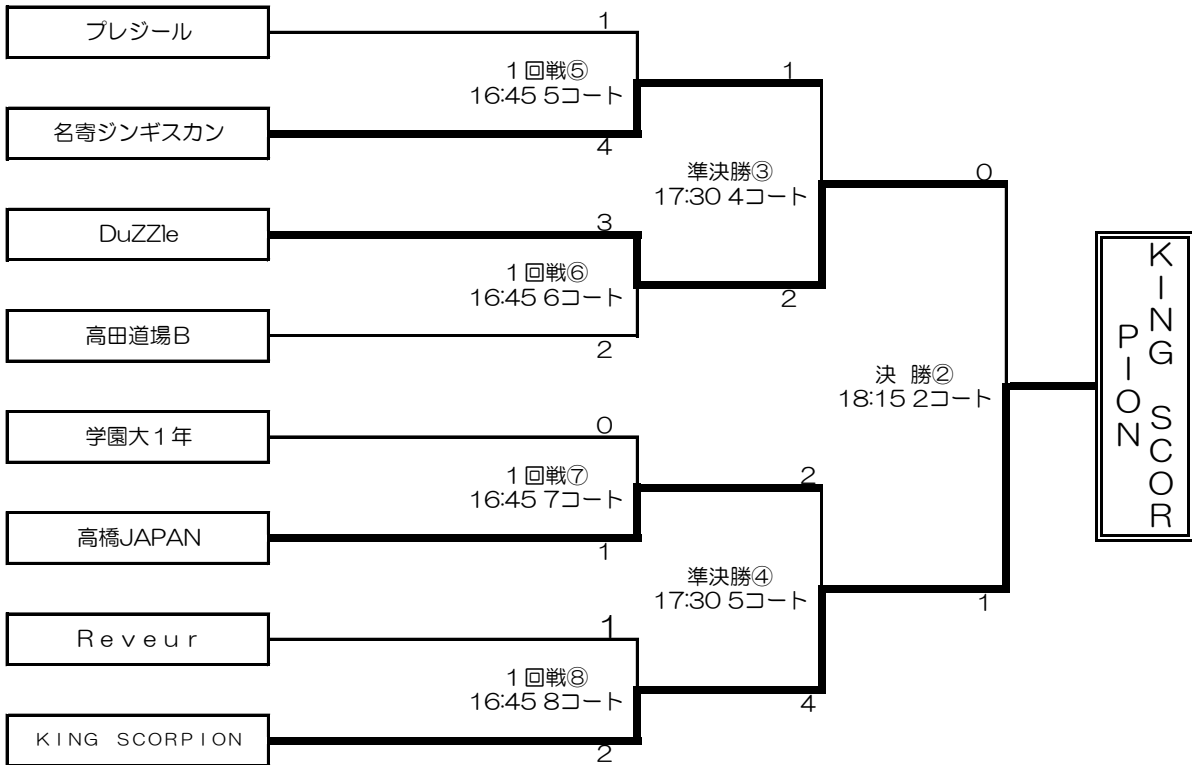 プレジール
1
1回戦⑤
16:45 5コート
1
名寄ジンギスカン
4
準決勝③
17:30 4コート
0
DuZZle
3
1回戦⑥
16:45 6コート
2
高田道場B
2
決 勝②
18:15 2コート
KING SCOR
PION
学園大1年
0
1回戦⑦
16:45 7コート
2
高橋JAPAN
1
準決勝④
17:30 5コート
1
Reveur
1
1回戦⑧
16:45 8コート
4
KING SCORPION
2